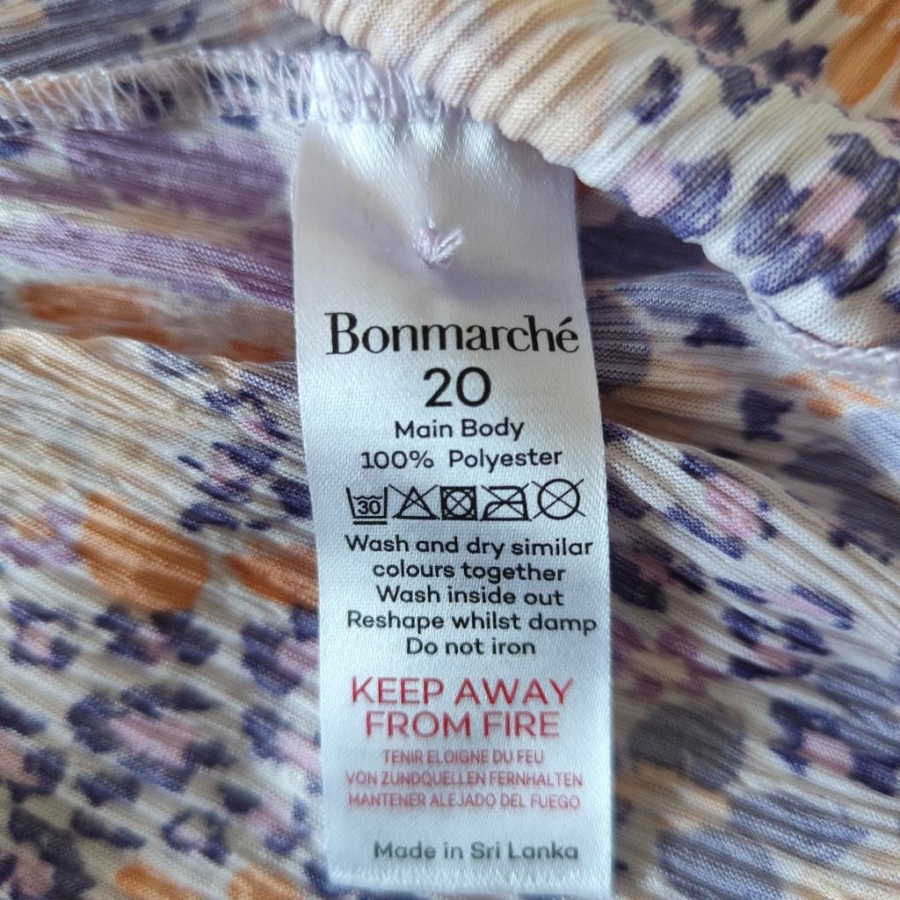 Bonmarché
20
Main Body
100% Polyester
30
Wash and dry similar
colours together
Wash inside out
Reshape whilst damp
Do not iron
KEEP AWAY
FROM FIRE
TENIR ELOIGNE DU FEU
VON ZUNDQUELLEN FERNHALTEN
MANTENER ALEJADO DEL FUEGO
Made in Sri Lanka